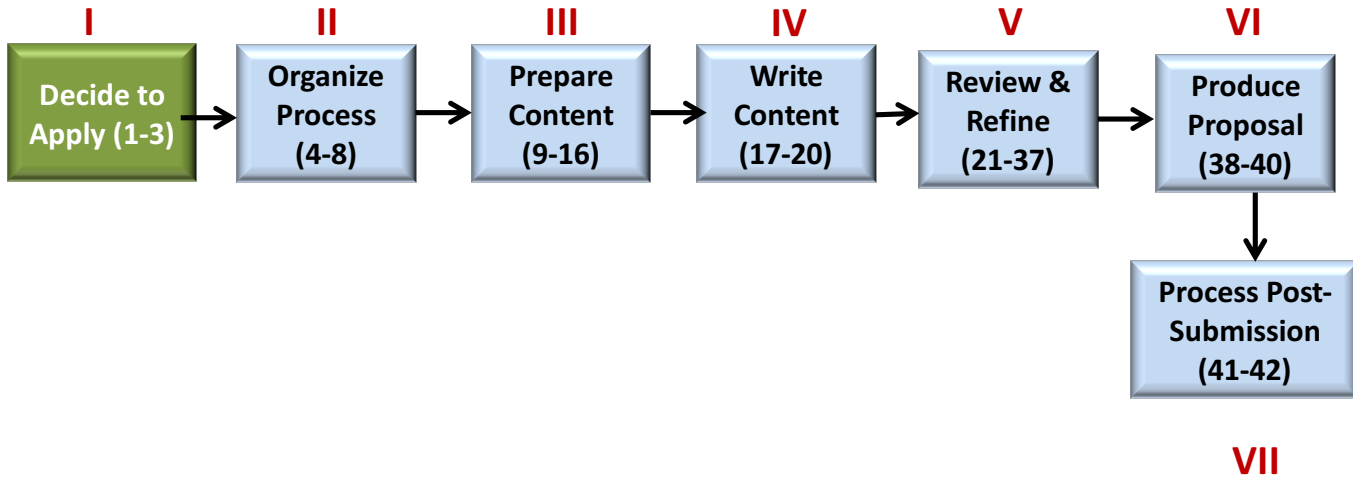 I
Decide to
Apply (1-3)
II
Organize
Process
(4-8)
III
Prepare
Content
(9-16)
IV
Write
Content
(17-20)
V
Review &
Refine
(21-37)
VI
Produce
Proposal
(38-40)
Process Post-
Submission
(41-42)
VII